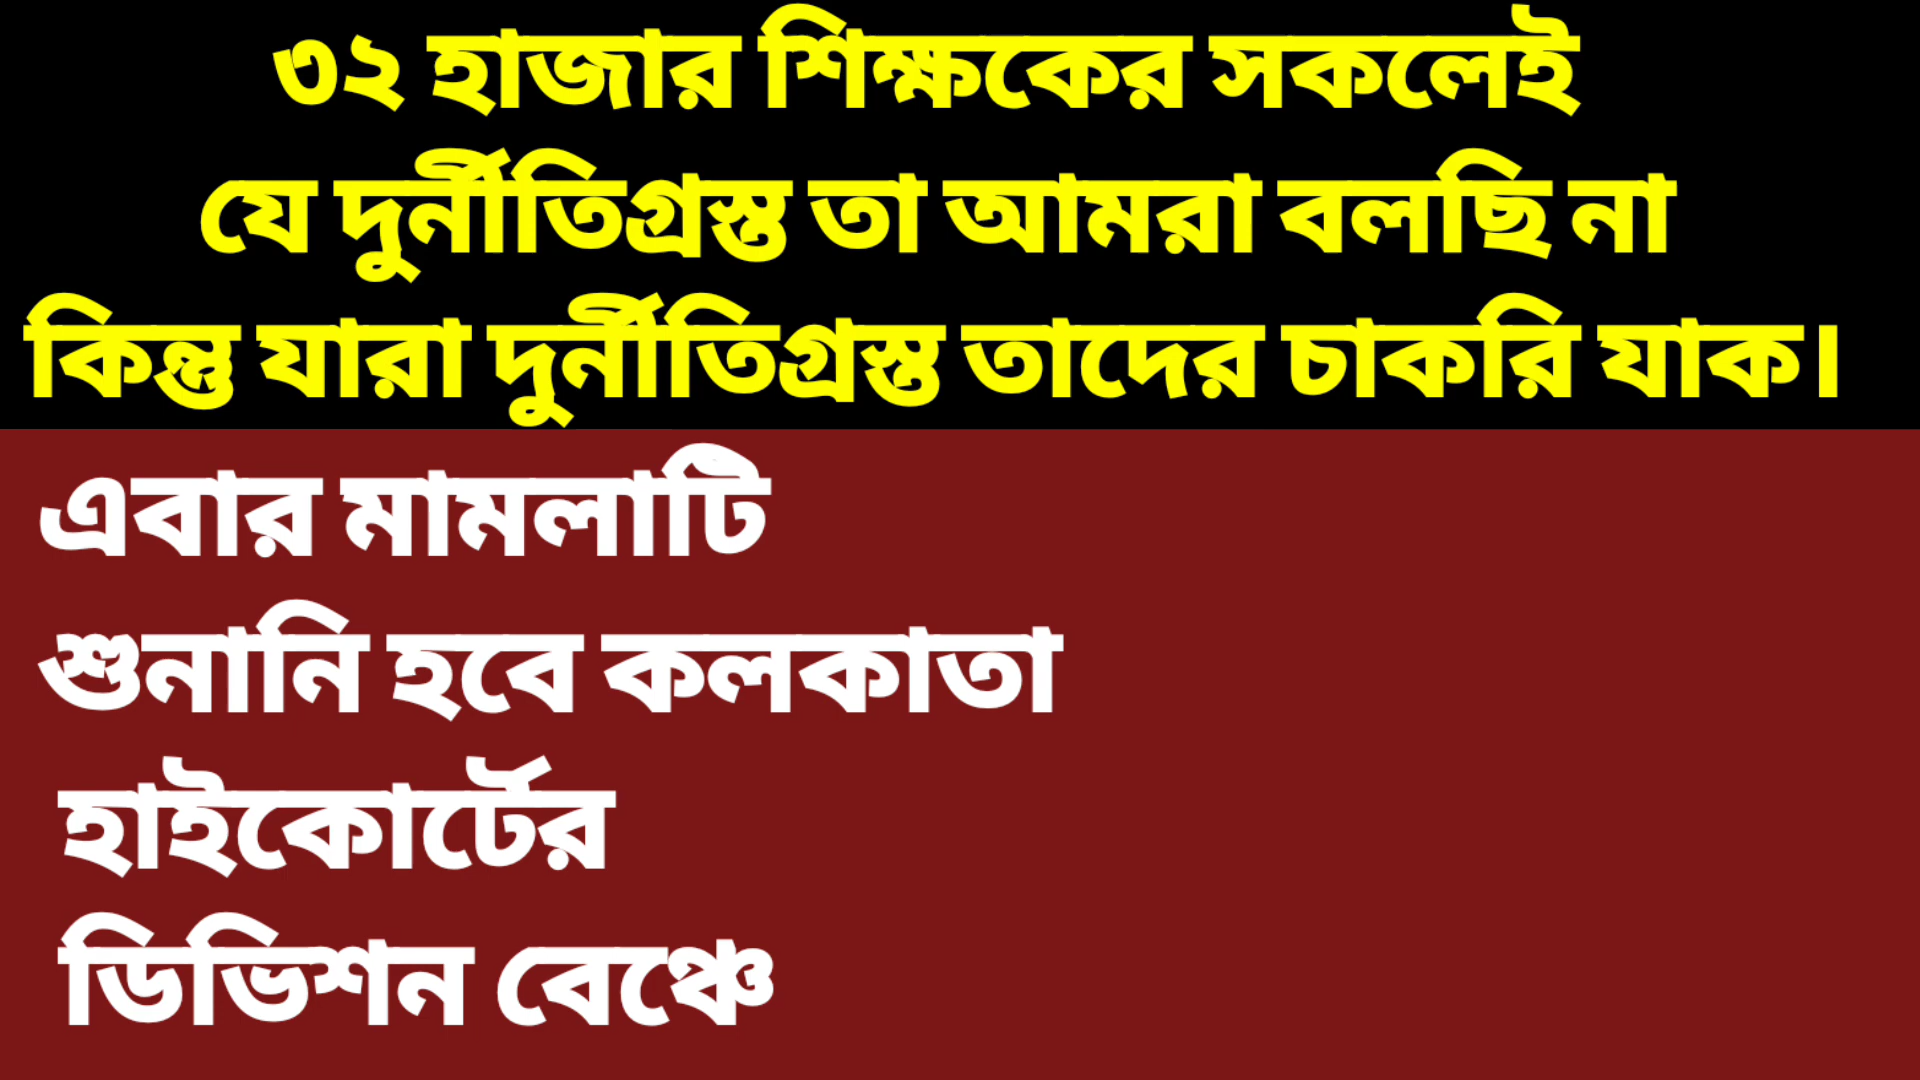 ৩২ হাজার শিক্ষকের সকলেই
যে দুর্নীতিগ্রস্ত তা আমরা বলছি না
কিন্তু যারা দুর্নীতিগ্রস্ত তাদের চাকরি যাক।
এবার মামলাটি
শুনানি হবে কলকাতা
হাইকোর্টের
ডিভিশন বেঞ্চে